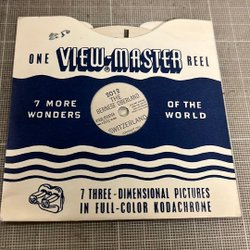 ONE VIEW-MASTER REEL
7 MORE WONDERS
OF THE WORLD
2012
THE
BERNESE OBERLAND
SWITZERLAND
7 THREE-DIMENSIONAL PICTURES
IN FULL-COLOR KODACHROME